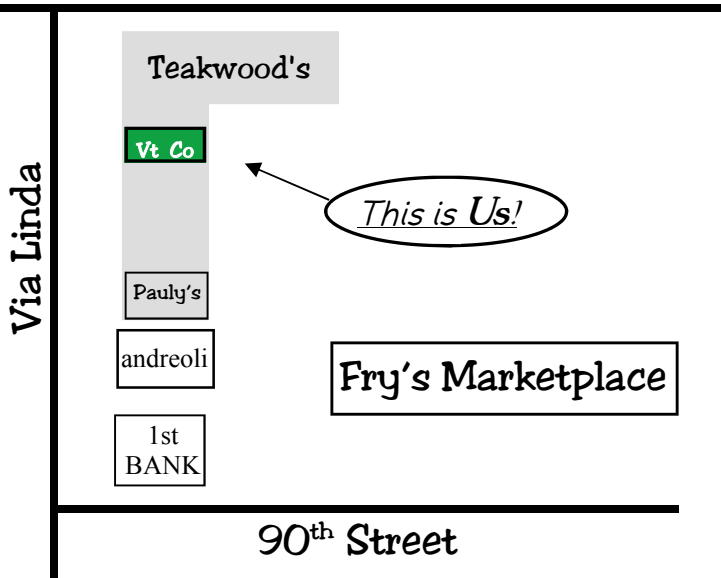 Teakwood's
Vt Co
This is Us!
Via Linda
Pauly's
andreoli
Fry's Marketplace
1st
BANK
90th Street